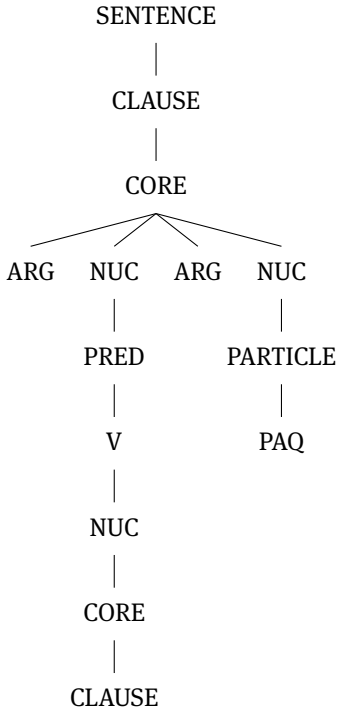 SENTENCE
CLAUSE
CORE
ARG NUC ARG NUC
PRED PARTICLE
V PAQ
NUC
CORE
CLAUSE